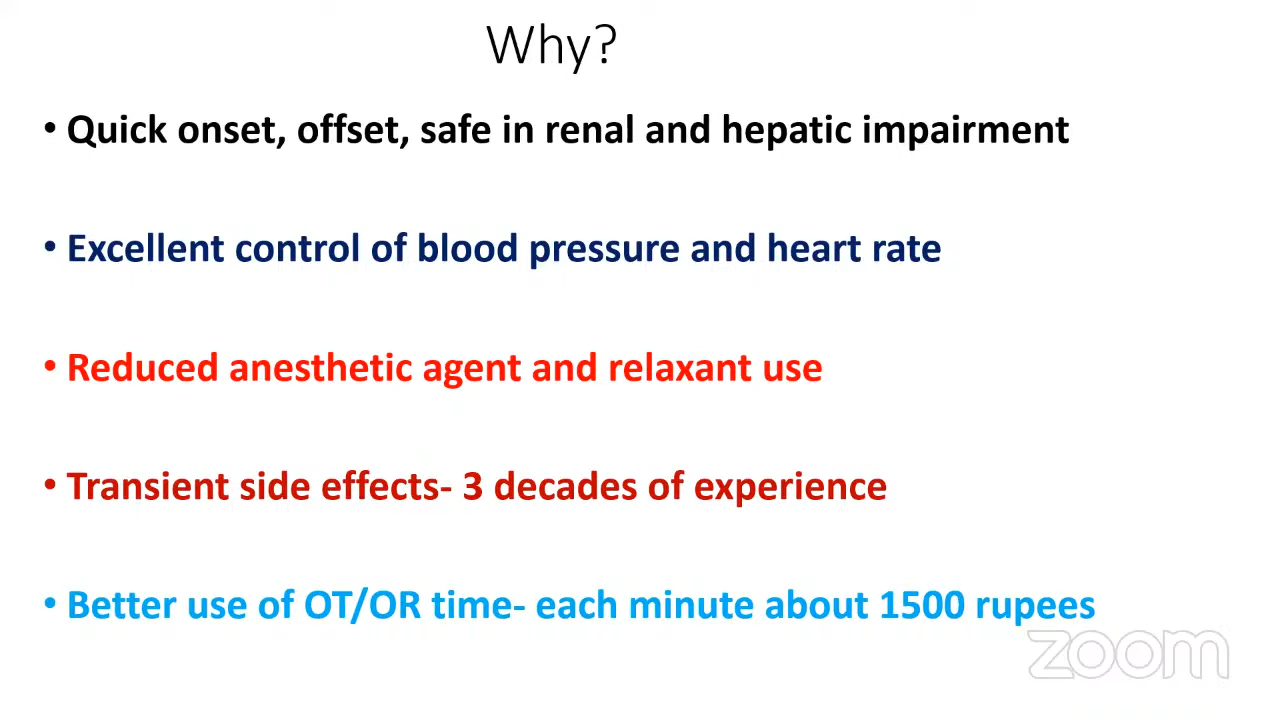 Why?
• Quick onset, offset, safe in renal and hepatic impairment
• Excellent control of blood pressure and heart rate
• Reduced anesthetic agent and relaxant use
• Transient side effects- 3 decades of experience
• Better use of OT/OR time- each minute about 1500 rupees
zoom